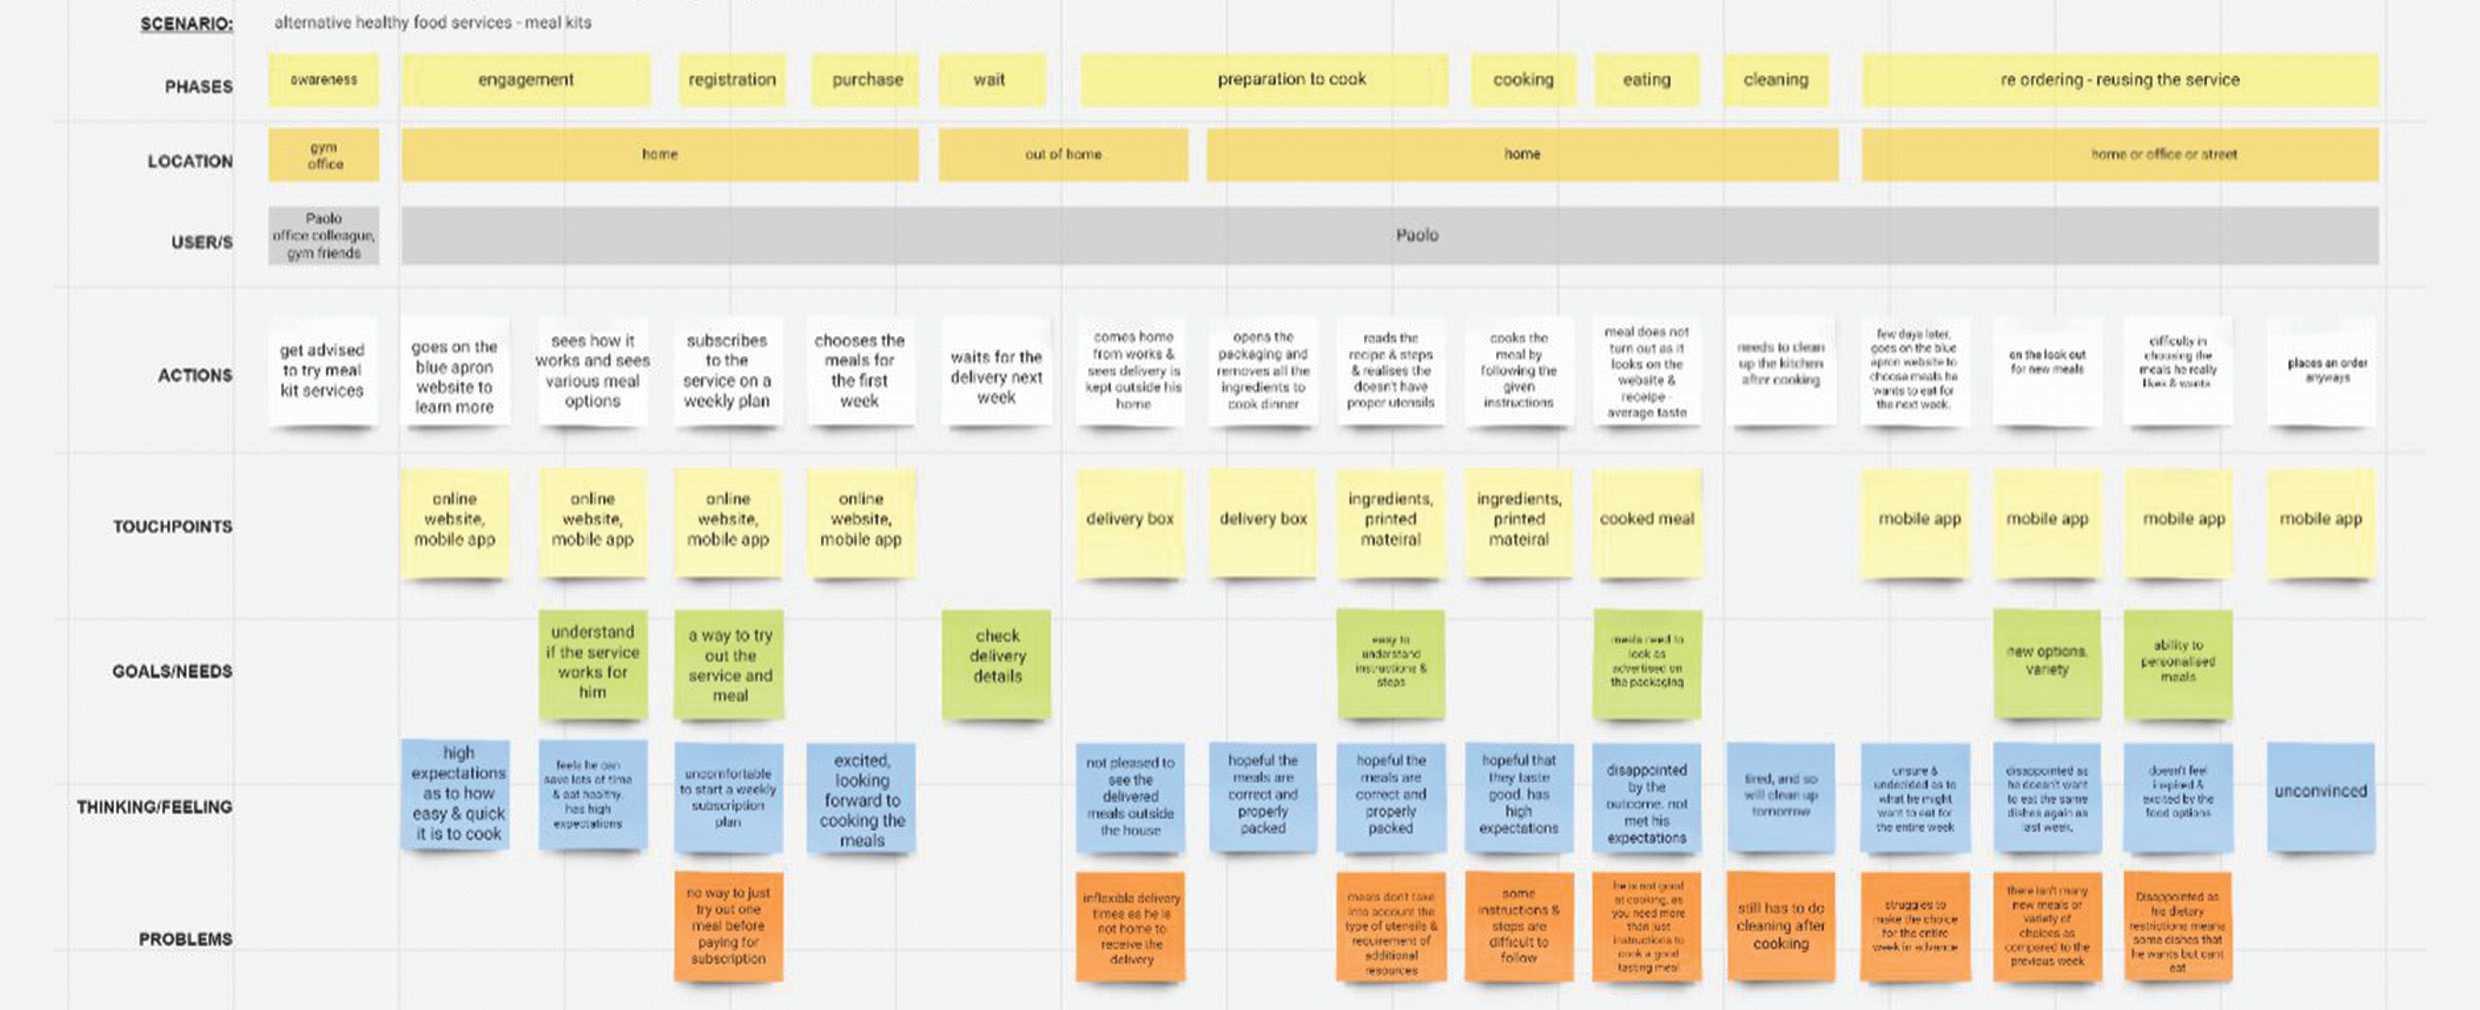 SCENARIO:
alternative healthy food services - meal kits
PHASES
awareness
engagement
registration
purchase
wait
preparation to cook
cooking
eating
cleaning
re ordering - reusing the service
LOCATION
gym
office
home
out of home
home
home or office or street
USER/S
Paolo
office colleague,
gym friends
Paolo
ACTIONS
get advised
to try meal
kit services
goes on the
blue apron
website to
learn more
sees how it
works and sees
various meal
options
subscribes
to the
service on a
weekly plan
chooses the
meals for
the first
week
waits for the
delivery next
week
comes home
from works &
sees delivery is
kept outside his
home
opens the
packaging and
removes all the
ingredients to
cook dinner
reads the
recipe & steps
& realises the
doesn't have
proper utensils
cooks the
meal by
following the
given
instructions
meal does not
turn out as it
looks on the
website &
receipe -
average taste
needs to clean
up the kitchen
after cooking
few days later,
goes on the blue
apron website to
choose meals he
wants to eat for
the next week.
on the look out
for new meals
difficulty in
choosing the
meals he really
likes & wants
places an order
anyways
TOUCHPOINTS
online
website,
mobile app
online
website,
mobile app
online
website,
mobile app
online
website,
mobile app
delivery box
delivery box
ingredients,
printed
mateiral
ingredients,
printed
mateiral
cooked meal
mobile app
mobile app
mobile app
mobile app
GOALS/NEEDS
understand
if the service
works for
him
a way to try
out the
service and
meal
check
delivery
details
easy to
understand
instructions &
steps
meals need to
look as
advertised on
the packaging
new options,
variety
ability to
personalised
meals
THINKING/FEELING
high
expectations
as to how
easy & quick
it is to cook
feels he can
save lots of time
& eat healthy.
has high
expectations
uncomfortable
to start a weekly
subscription
plan
excited,
looking
forward to
cooking the
meals
not pleased to
see the
delivered
meals outside
the house
hopeful the
meals are
correct and
properly
packed
hopeful the
meals are
correct and
properly
packed
hopeful that
they taste
good. has
high
expectations
disappointed
by the
outcome. not
met his
expectations
tired, and so
will clean up
tomorrow
unsure &
undecided as to
what he might
want to eat for
the entire week
disappointed as
he doesn't want
to eat the same
dishes again as
last week.
doesn't feel
inspired &
excited by the
food options
unconvinced
PROBLEMS
no way to just
try out one
meal before
paying for
subscription
inflexible delivery
times as he is
not home to
receive the
delivery
meals don't take
into account the
type of utensils &
requirement of
additional
resources
some
instructions &
steps are
difficult to
follow
he is not good
at cooking, as
you need more
than just
instructions to
cook a good
tasting meal
still has to do
cleaning after
cooking
struggles to
make the choice
for the entire
week in advance
there isn't many
new meals or
variety of
choices as
compared to the
previous week
Disappointed as
his dietary
restrictions means
some dishes that
he wants but cant
eat